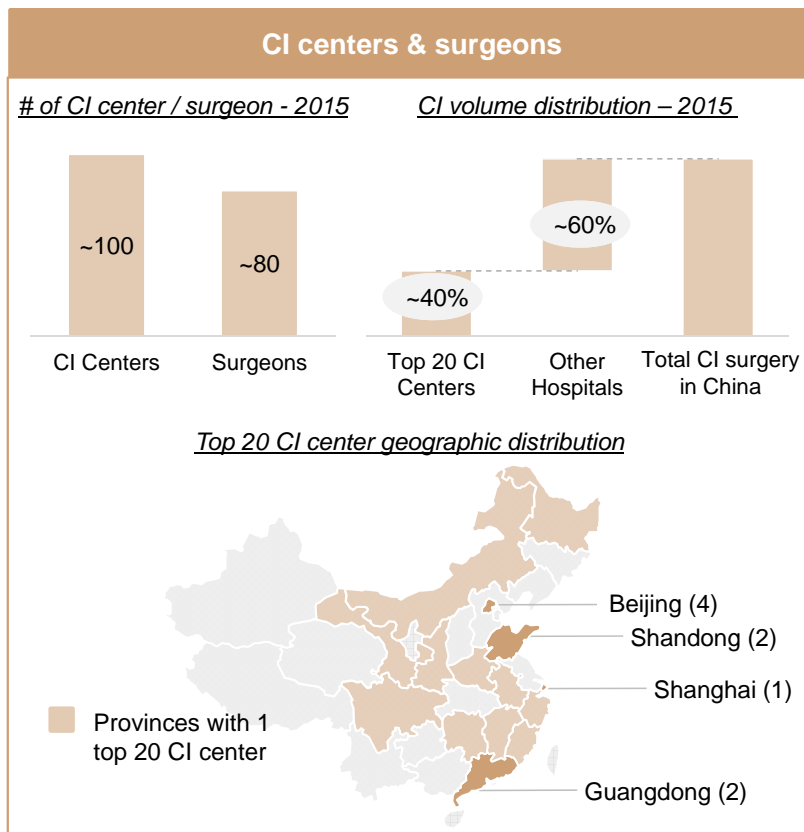 CI centers & surgeons
# of CI center / surgeon - 2015
CI volume distribution – 2015
~100
~80
CI Centers
Surgeons
~40%
~60%
Top 20 CI
Centers
Other
Hospitals
Total CI surgery
in China
Top 20 CI center geographic distribution
Beijing (4)
Shandong (2)
Shanghai (1)
Guangdong (2)
Provinces with 1
top 20 CI center